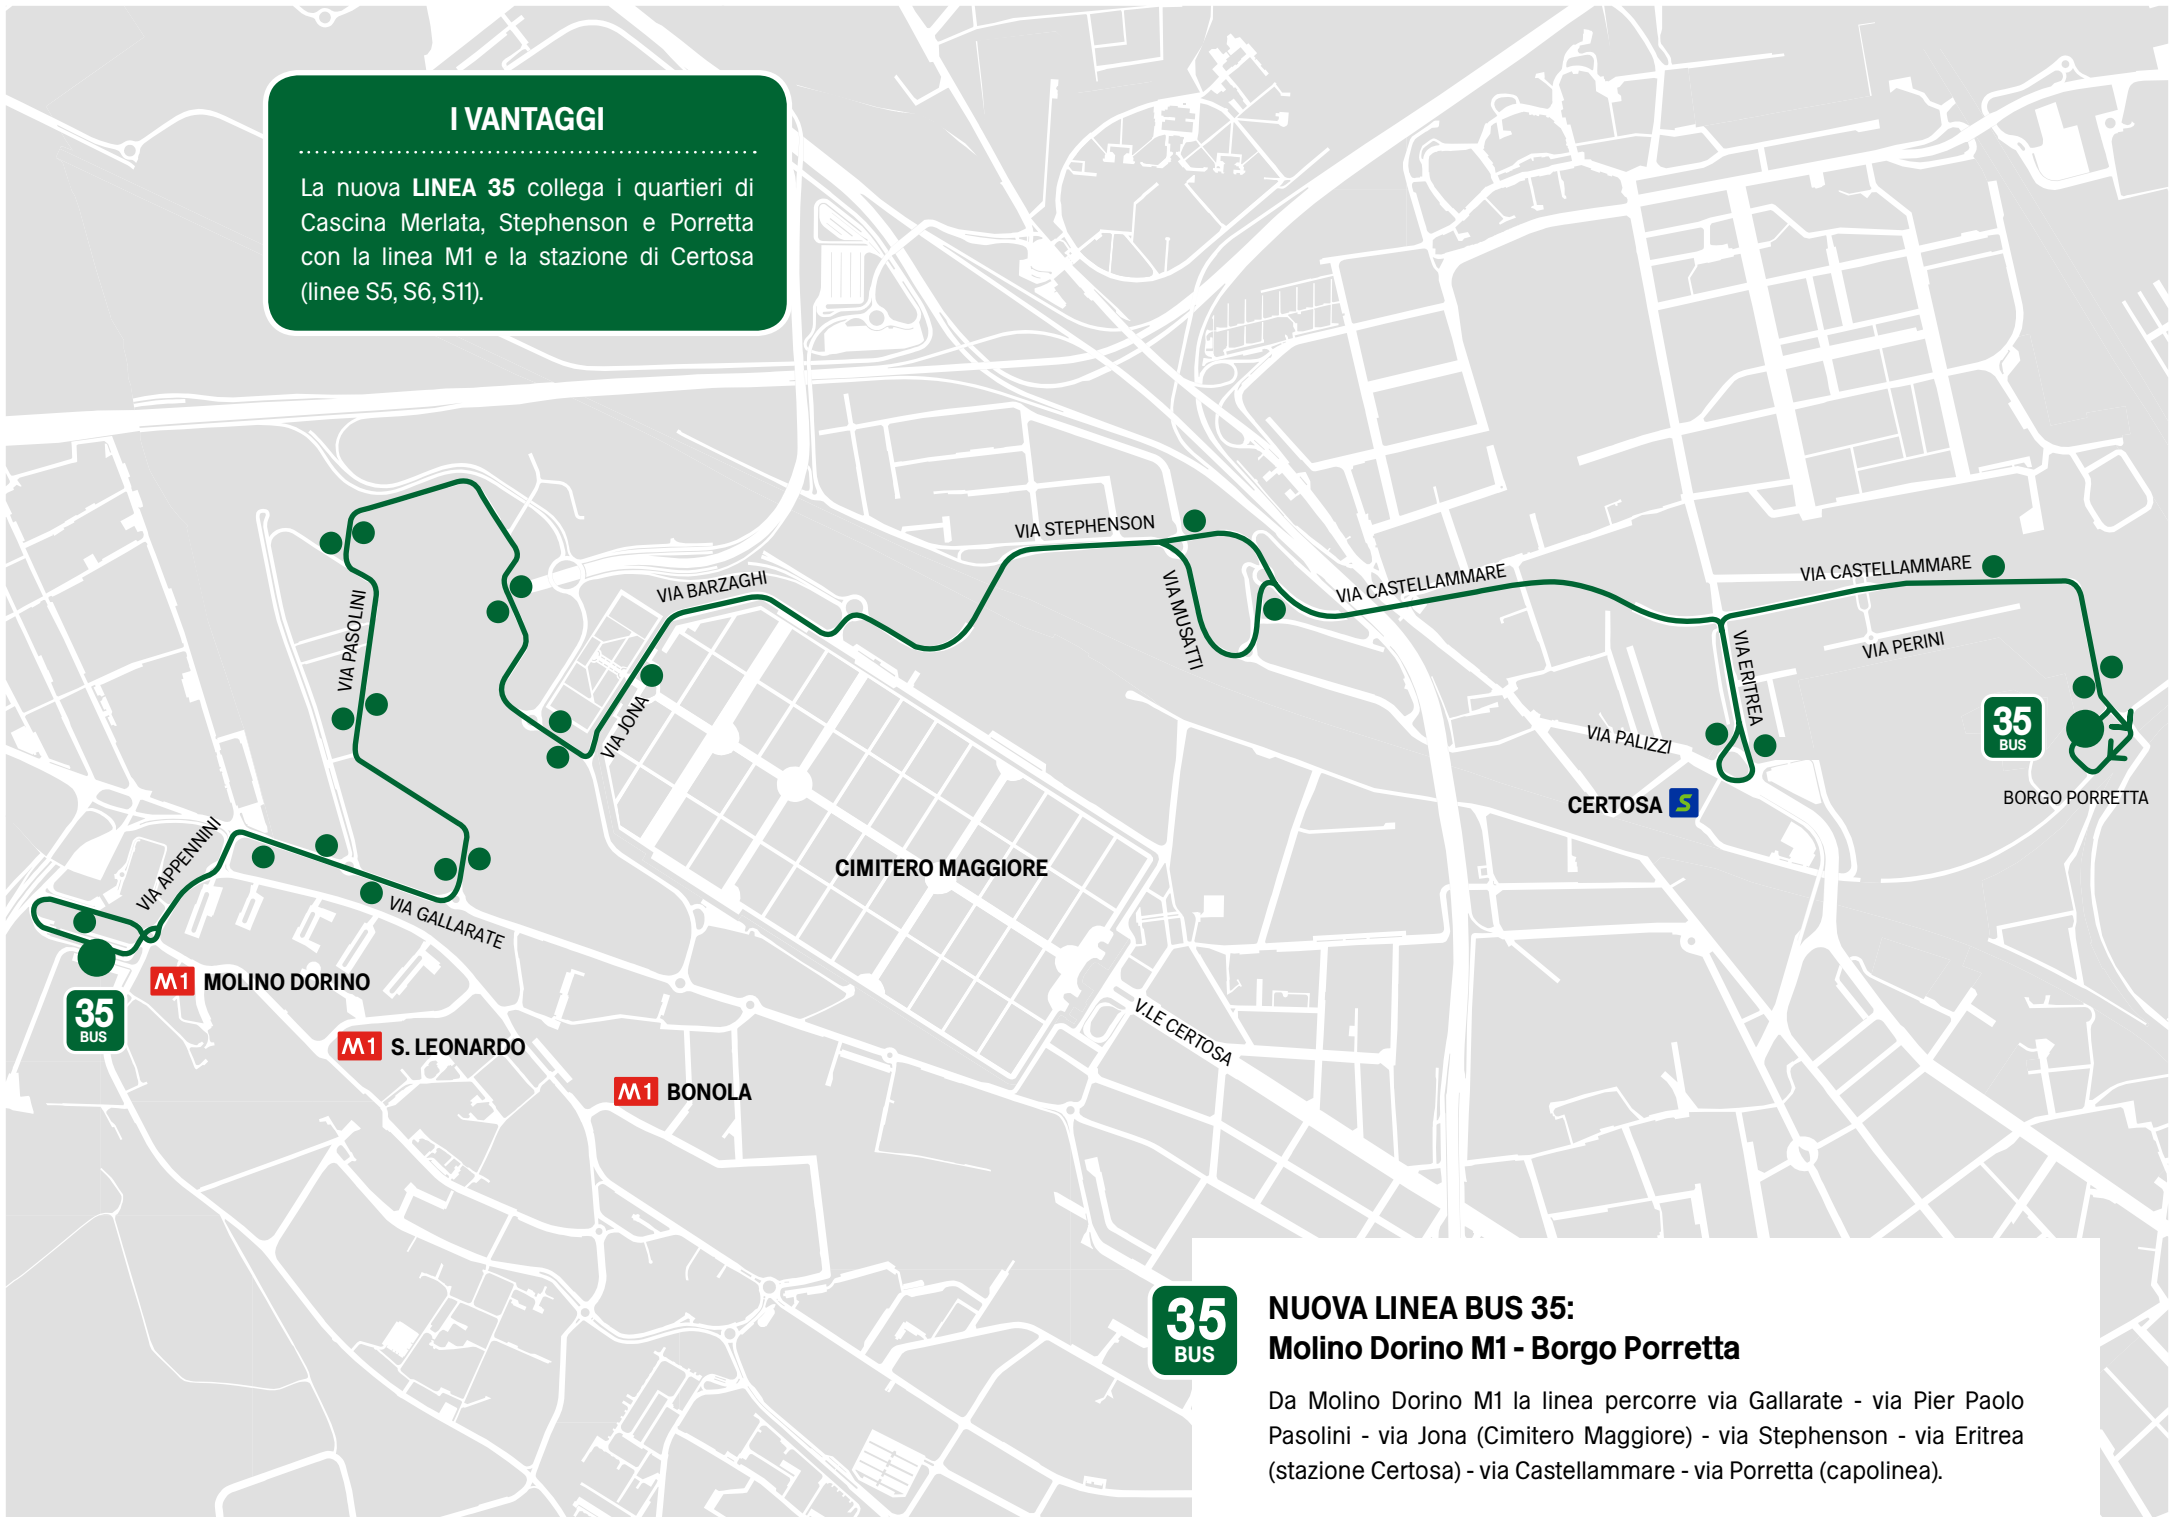 I VANTAGGI
La nuova LINEA 35 collega i quartieri di
Cascina Merlata, Stephenson e Porretta
con la linea M1 e la stazione di Certosa
(linee S5, S6, S11).
VIA STEPHENSON
VIA BARZAGHI
VIA MUSATTI
VIA CASTELLAMMARE
VIA CASTELLAMMARE
VIA PERINI
VIA ERITREA
VIA PASOLINI
VIA JONA
VIA PALIZZI
35
BUS
BORGO PORRETTA
CERTOSA S
VIA APPENNINI
CIMITERO MAGGIORE
VIA GALLARATE
M1 MOLINO DORINO
35
BUS
M1 S. LEONARDO
V.LE CERTOSA
M1 BONOLA
35
BUS
NUOVA LINEA BUS 35:
Molino Dorino M1 - Borgo Porretta
Da Molino Dorino M1 la linea percorre via Gallarate - via Pier Paolo
Pasolini - via Jona (Cimitero Maggiore) - via Stephenson - via Eritrea
(stazione Certosa) - via Castellammare - via Porretta (capolinea).